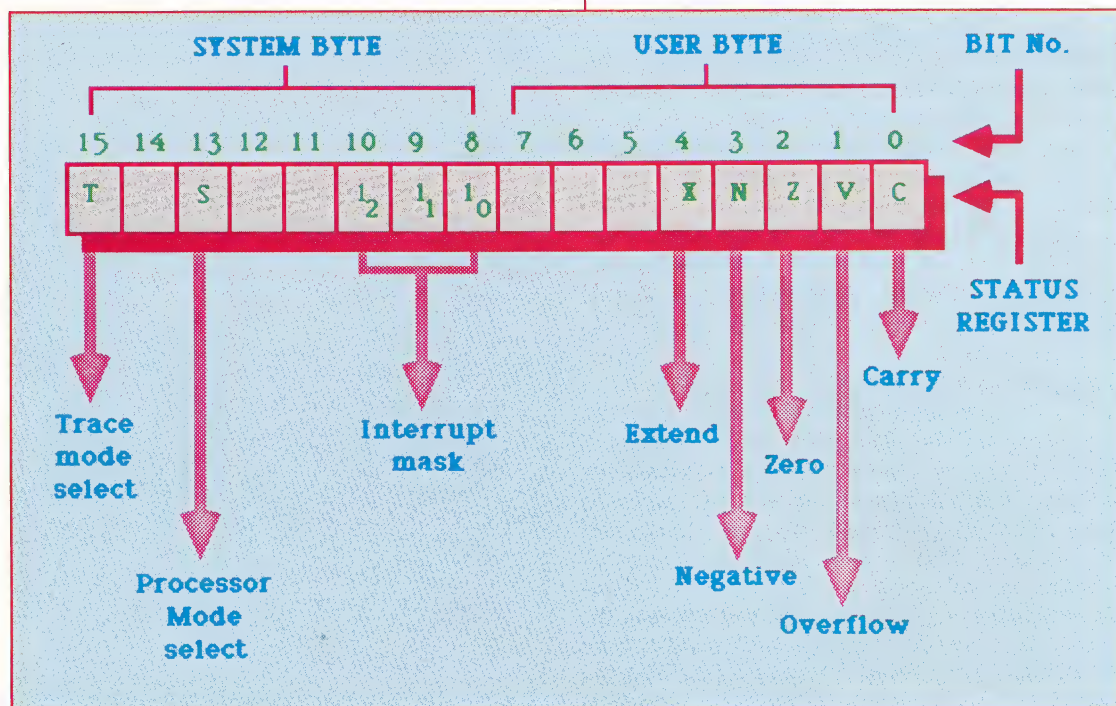 SYSTEM BYTE USER BYTE BIT No.
15 14 13 12 11 10 9 8 7 6 5 4 3 2 1 0
T S I₂ I₁ I₀ X N Z V C
STATUS
REGISTER
Trace
mode
select
Processor
Mode
select
Interrupt
mask
Extend
Negative
Zero
Overflow
Carry